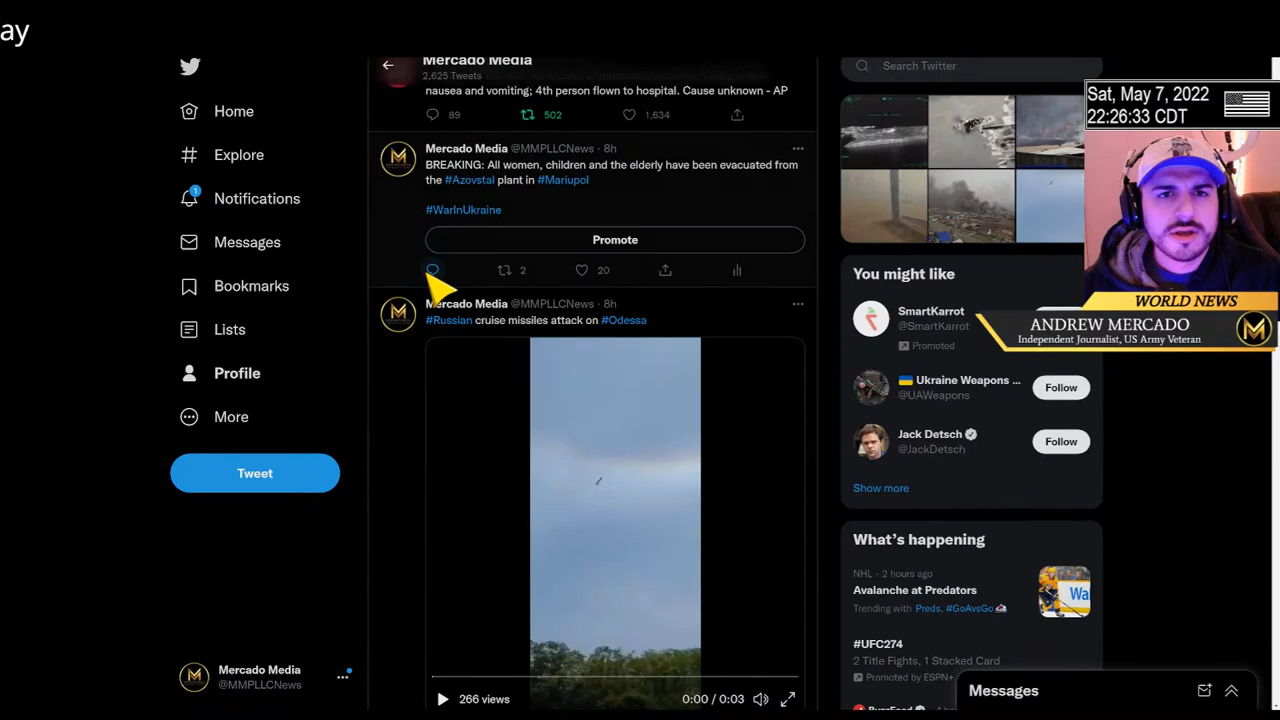 ay
Mercado Media
2,625 Tweets
nausea and vomiting; 4th person flown to hospital. Cause unknown - AP
89 502 1,634
Mercado Media @MMPLLCNews · 8h
BREAKING: All women, children and the elderly have been evacuated from
the #Azovstal plant in #Mariupol
#WarInUkraine
Promote
2 20
Mercado Media @MMPLLCNews · 8h
#Russian cruise missiles attack on #Odessa
266 views
0:00 / 0:03
Home
Explore
1
Notifications
Messages
Bookmarks
Lists
Profile
More
Tweet
Mercado Media
@MMPLLCNews
Search Twitter
Sat, May 7, 2022
22:26:33 CDT
WORLD NEWS
ANDREW MERCADO
Independent Journalist, US Army Veteran
You might like
SmartKarrot
@SmartKarrot
Promoted
Ukraine Weapons ...
@UAWeapons
Follow
Jack Detsch
@JackDetsch
Follow
Show more
What's happening
NHL · 2 hours ago
Avalanche at Predators
Trending with Preds, #GoAvsGo
#UFC274
2 Title Fights, 1 Stacked Card
Promoted by ESPN+
Messages